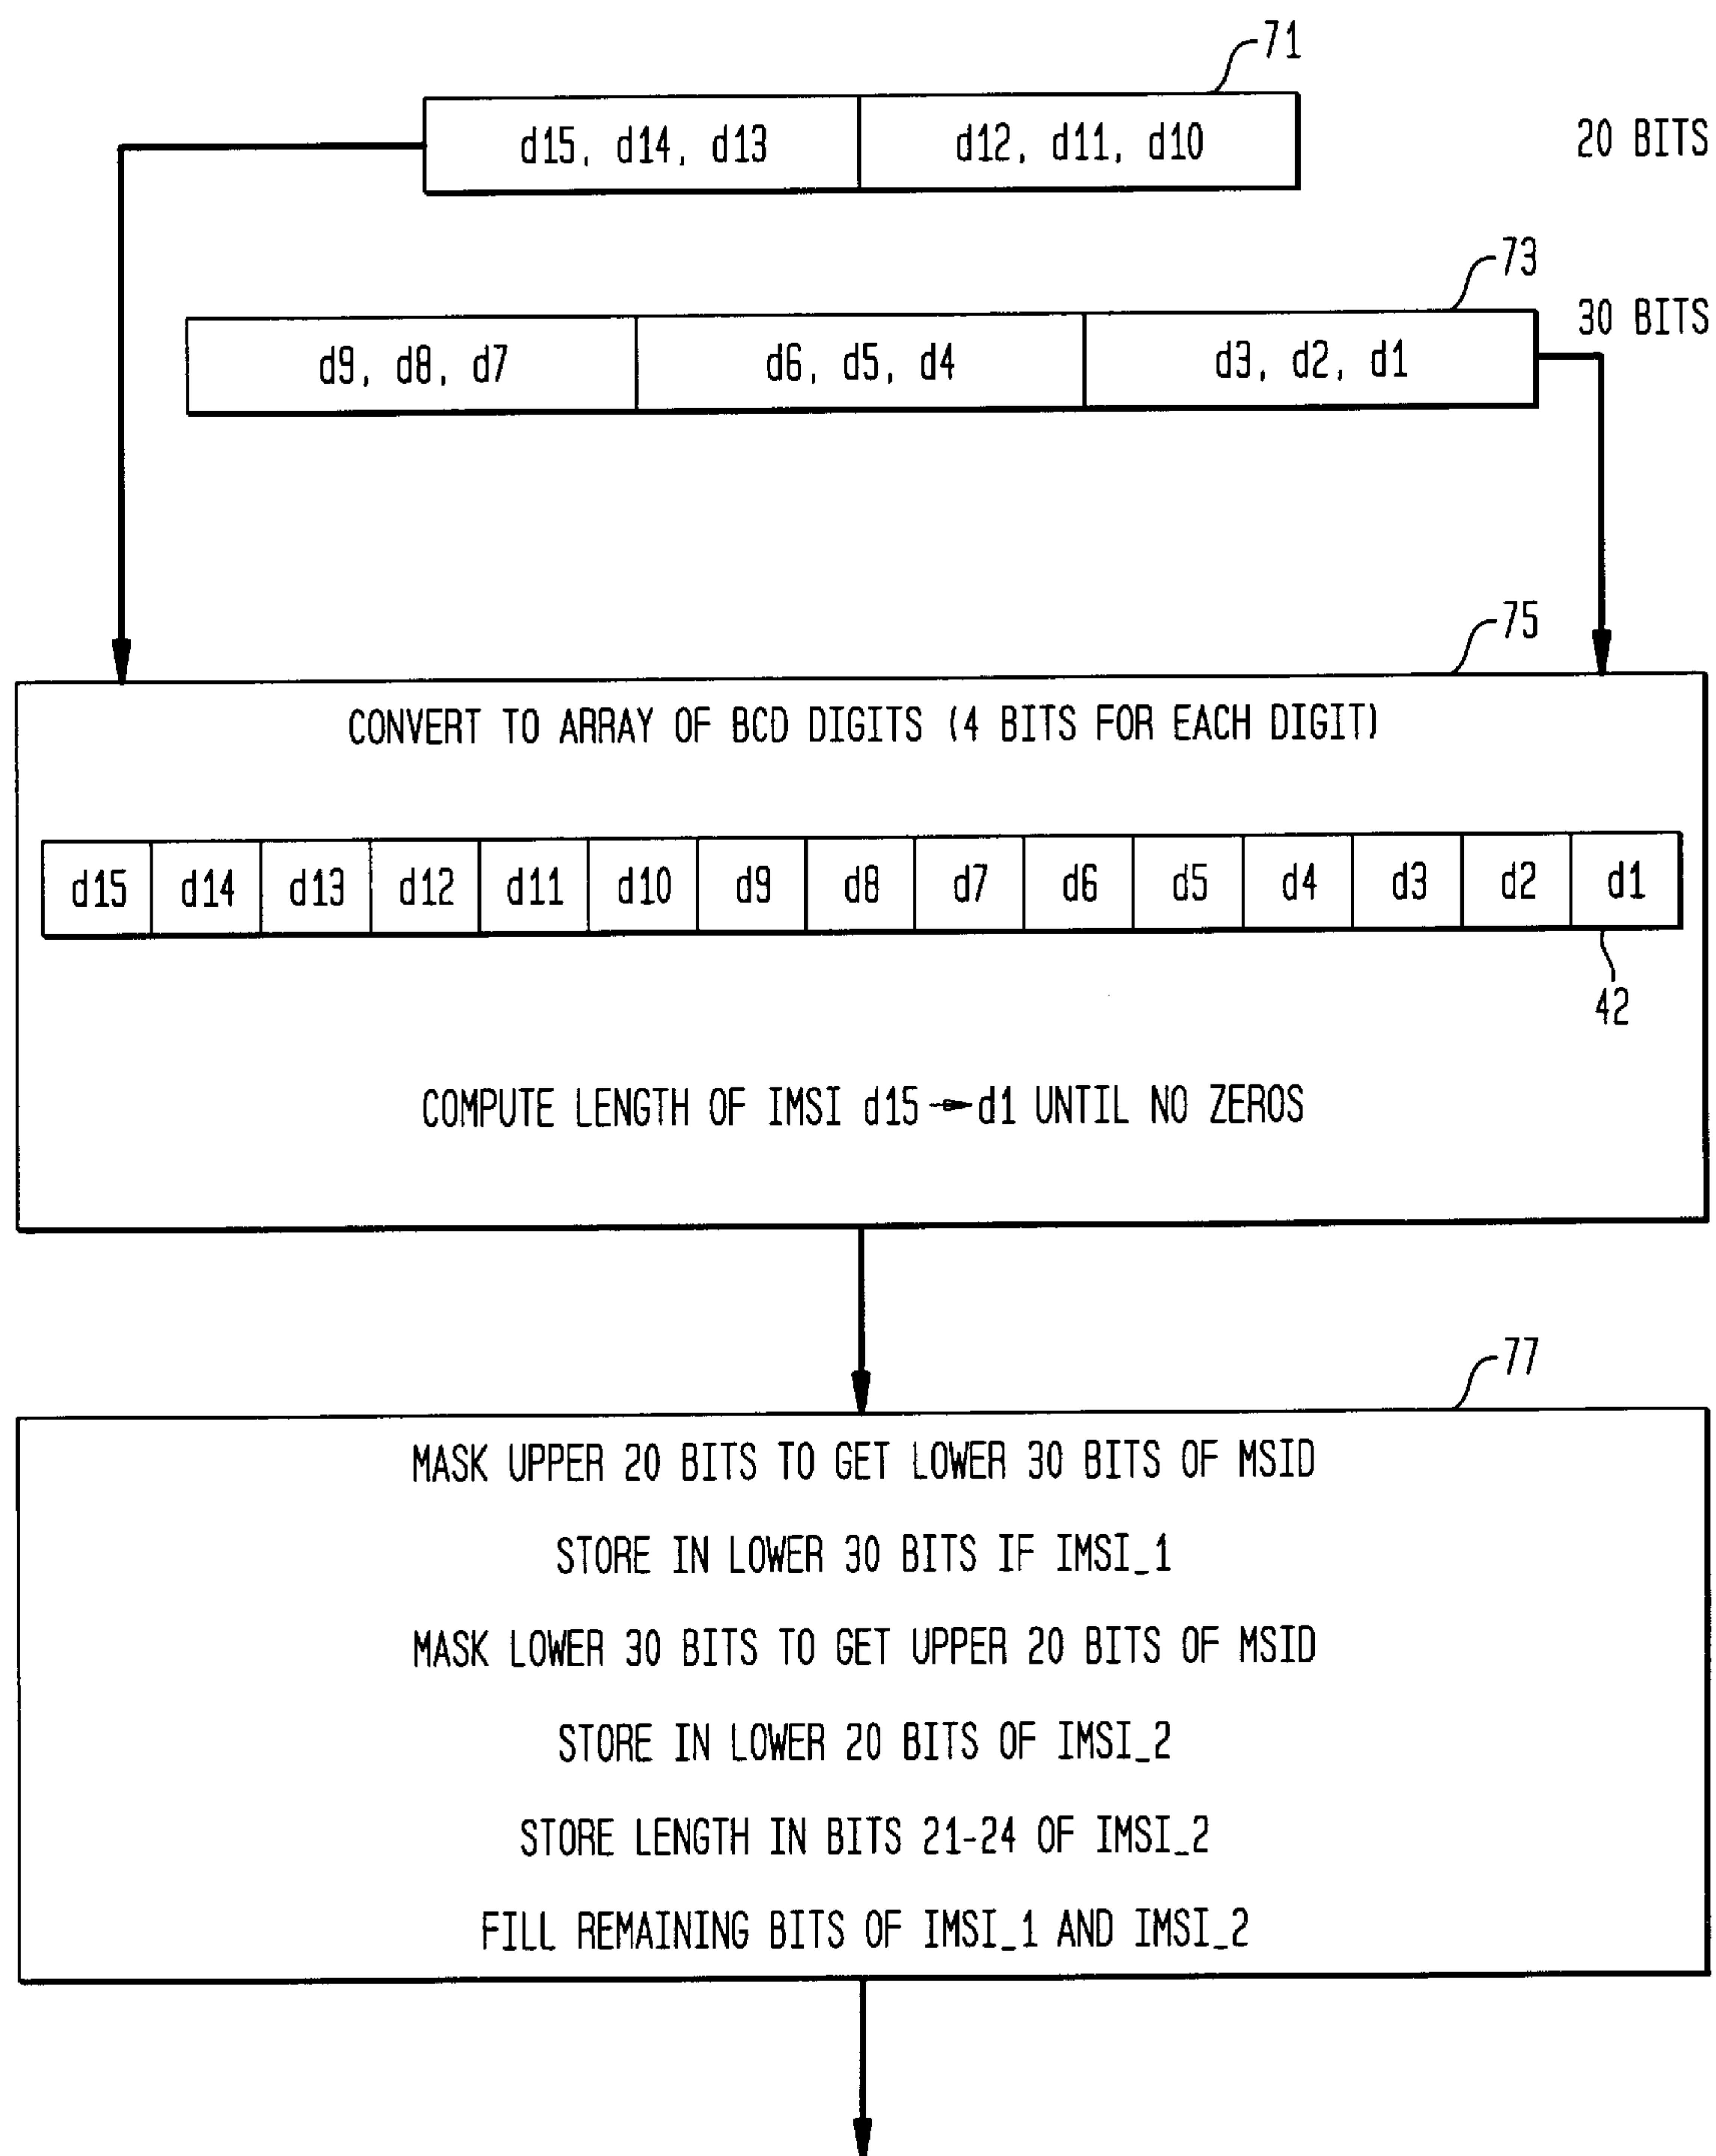 71
d15, d14, d13 d12, d11, d10 20 BITS
73
30 BITS
d9, d8, d7 d6, d5, d4 d3, d2, d1
75
CONVERT TO ARRAY OF BCD DIGITS (4 BITS FOR EACH DIGIT)
d15 d14 d13 d12 d11 d10 d9 d8 d7 d6 d5 d4 d3 d2 d1
42
COMPUTE LENGTH OF IMSI d15→d1 UNTIL NO ZEROS
77
MASK UPPER 20 BITS TO GET LOWER 30 BITS OF MSID
STORE IN LOWER 30 BITS IF IMSI_1
MASK LOWER 30 BITS TO GET UPPER 20 BITS OF MSID
STORE IN LOWER 20 BITS OF IMSI_2
STORE LENGTH IN BITS 21-24 OF IMSI_2
FILL REMAINING BITS OF IMSI_1 AND IMSI_2